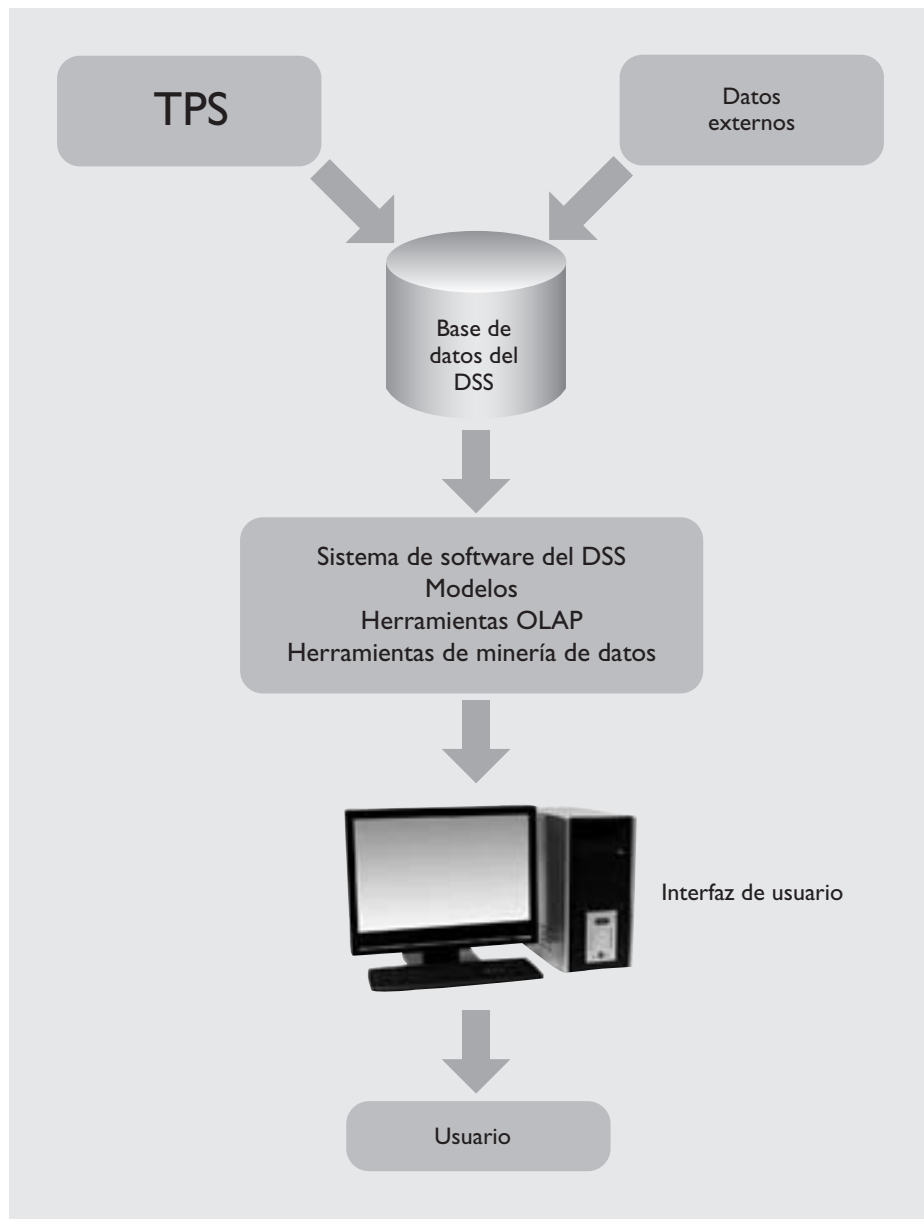 TPS
Datos
externos
Base de
datos del
DSS
Sistema de software del DSS
Modelos
Herramientas OLAP
Herramientas de minería de datos
Interfaz de usuario
Usuario